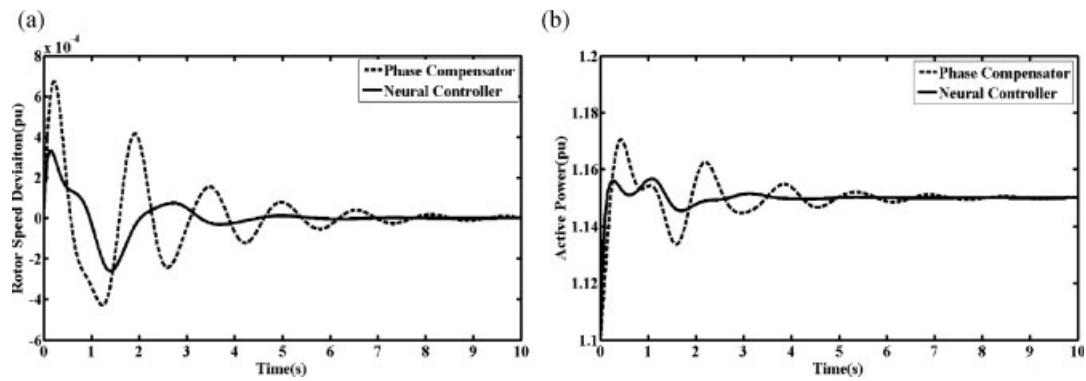 (a)
x 10⁻⁴
8
6
4
2
0
-2
-4
-6
Rotor Speed Deviaiton(pu)
Phase Compensator
Neural Controller
0 1 2 3 4 5 6 7 8 9 10
Time(s)
(b)
1.2
1.18
1.16
1.14
1.12
1.1
Active Power(pu)
Phase Compensator
Neural Controller
0 1 2 3 4 5 6 7 8 9 10
Time(s)